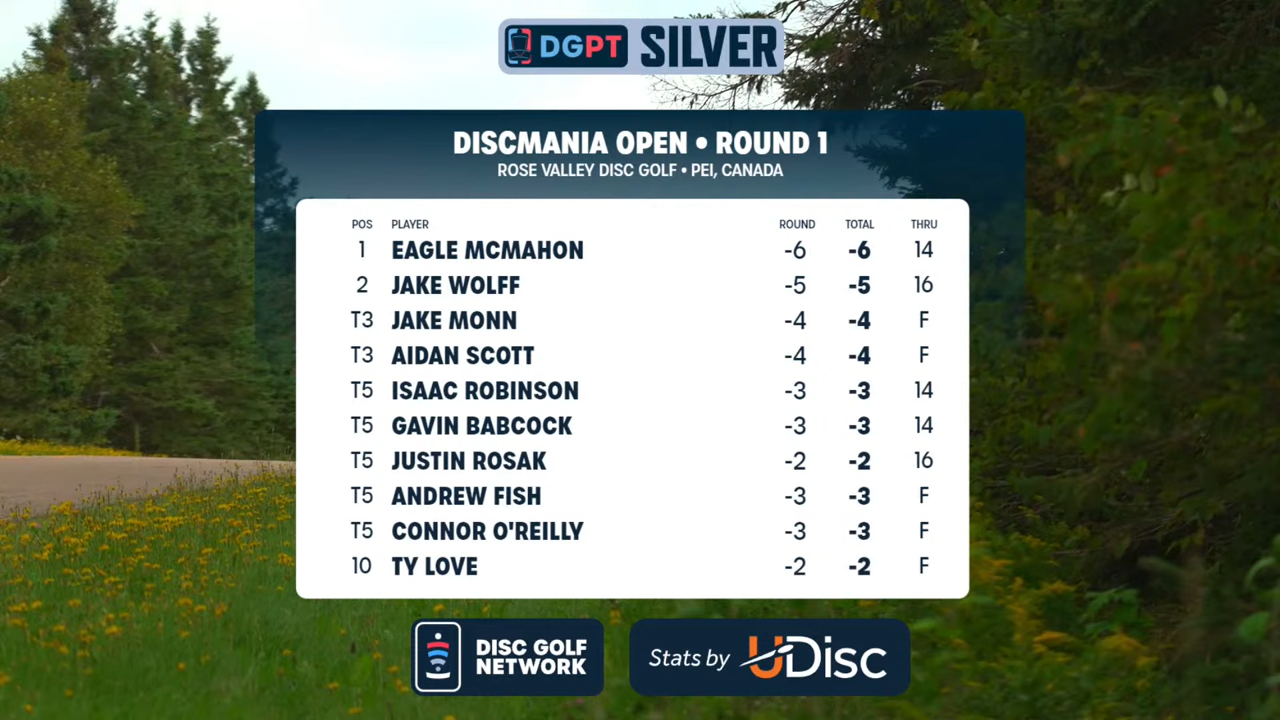 DGPT SILVER
DISCMANIA OPEN • ROUND 1
ROSE VALLEY DISC GOLF • PEI, CANADA
POS PLAYER ROUND TOTAL THRU
1 EAGLE MCMAHON -6 -6 14
2 JAKE WOLFF -5 -5 16
T3 JAKE MONN -4 -4 F
T3 AIDAN SCOTT -4 -4 F
T5 ISAAC ROBINSON -3 -3 14
T5 GAVIN BABCOCK -3 -3 14
T5 JUSTIN ROSAK -2 -2 16
T5 ANDREW FISH -3 -3 F
T5 CONNOR O'REILLY -3 -3 F
10 TY LOVE -2 -2 F
DISC GOLF
NETWORK
Stats by UDisc